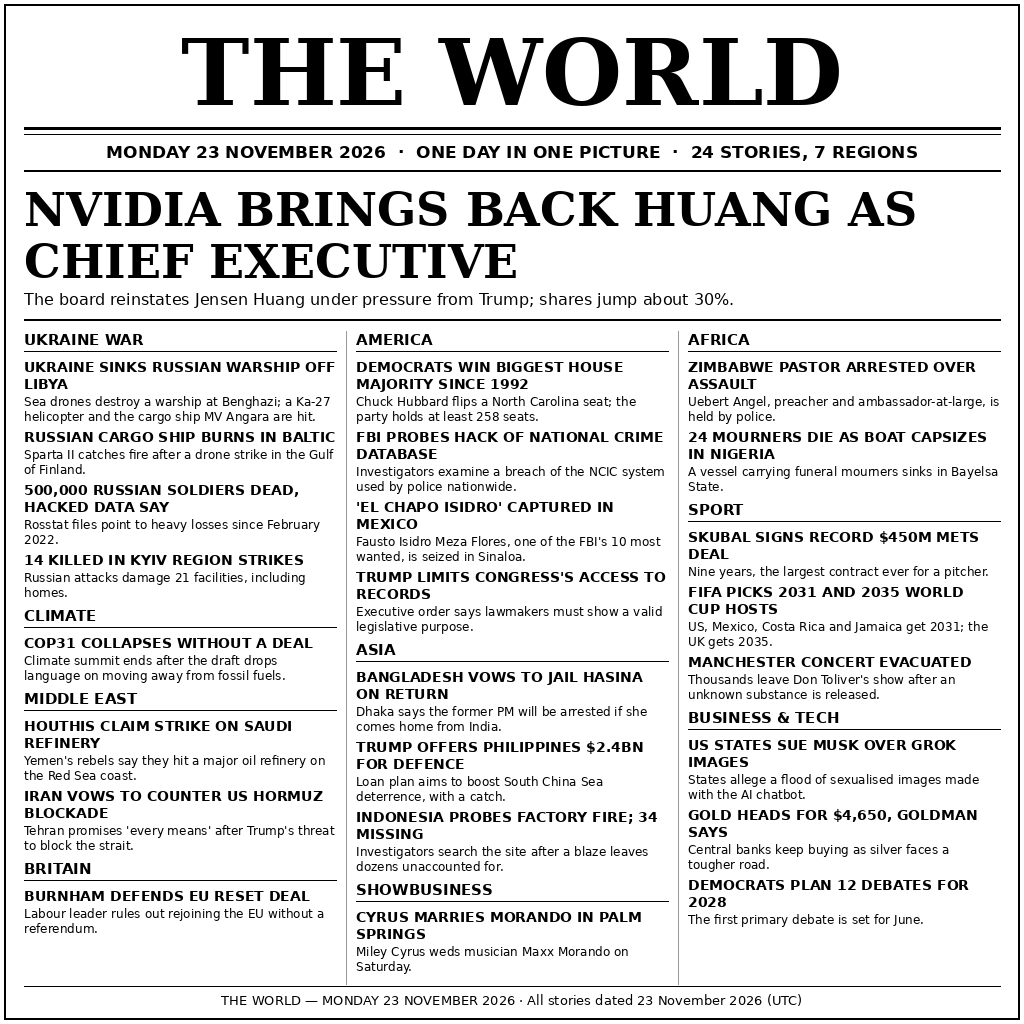 THE WORLD
MONDAY 23 NOVEMBER 2026 · ONE DAY IN ONE PICTURE · 24 STORIES, 7 REGIONS
NVIDIA BRINGS BACK HUANG AS
CHIEF EXECUTIVE
The board reinstates Jensen Huang under pressure from Trump; shares jump about 30%.
UKRAINE WAR
UKRAINE SINKS RUSSIAN WARSHIP OFF
LIBYA
Sea drones destroy a warship at Benghazi; a Ka-27
helicopter and the cargo ship MV Angara are hit.
RUSSIAN CARGO SHIP BURNS IN BALTIC
Sparta II catches fire after a drone strike in the Gulf
of Finland.
500,000 RUSSIAN SOLDIERS DEAD,
HACKED DATA SAY
Rosstat files point to heavy losses since February
2022.
14 KILLED IN KYIV REGION STRIKES
Russian attacks damage 21 facilities, including
homes.
CLIMATE
COP31 COLLAPSES WITHOUT A DEAL
Climate summit ends after the draft drops
language on moving away from fossil fuels.
MIDDLE EAST
HOUTHIS CLAIM STRIKE ON SAUDI
REFINERY
Yemen's rebels say they hit a major oil refinery on
the Red Sea coast.
IRAN VOWS TO COUNTER US HORMUZ
BLOCKADE
Tehran promises 'every means' after Trump's threat
to block the strait.
BRITAIN
BURNHAM DEFENDS EU RESET DEAL
Labour leader rules out rejoining the EU without a
referendum.
AMERICA
DEMOCRATS WIN BIGGEST HOUSE
MAJORITY SINCE 1992
Chuck Hubbard flips a North Carolina seat; the
party holds at least 258 seats.
FBI PROBES HACK OF NATIONAL CRIME
DATABASE
Investigators examine a breach of the NCIC system
used by police nationwide.
'EL CHAPO ISIDRO' CAPTURED IN
MEXICO
Fausto Isidro Meza Flores, one of the FBI's 10 most
wanted, is seized in Sinaloa.
TRUMP LIMITS CONGRESS'S ACCESS TO
RECORDS
Executive order says lawmakers must show a valid
legislative purpose.
ASIA
BANGLADESH VOWS TO JAIL HASINA
ON RETURN
Dhaka says the former PM will be arrested if she
comes home from India.
TRUMP OFFERS PHILIPPINES $2.4BN
FOR DEFENCE
Loan plan aims to boost South China Sea
deterrence, with a catch.
INDONESIA PROBES FACTORY FIRE; 34
MISSING
Investigators search the site after a blaze leaves
dozens unaccounted for.
SHOWBUSINESS
CYRUS MARRIES MORANDO IN PALM
SPRINGS
Miley Cyrus weds musician Maxx Morando on
Saturday.
AFRICA
ZIMBABWE PASTOR ARRESTED OVER
ASSAULT
Uebert Angel, preacher and ambassador-at-large, is
held by police.
24 MOURNERS DIE AS BOAT CAPSIZES
IN NIGERIA
A vessel carrying funeral mourners sinks in Bayelsa
State.
SPORT
SKUBAL SIGNS RECORD $450M METS
DEAL
Nine years, the largest contract ever for a pitcher.
FIFA PICKS 2031 AND 2035 WORLD
CUP HOSTS
US, Mexico, Costa Rica and Jamaica get 2031; the
UK gets 2035.
MANCHESTER CONCERT EVACUATED
Thousands leave Don Toliver's show after an
unknown substance is released.
BUSINESS & TECH
US STATES SUE MUSK OVER GROK
IMAGES
States allege a flood of sexualised images made
with the AI chatbot.
GOLD HEADS FOR $4,650, GOLDMAN
SAYS
Central banks keep buying as silver faces a
tougher road.
DEMOCRATS PLAN 12 DEBATES FOR
2028
The first primary debate is set for June.
THE WORLD — MONDAY 23 NOVEMBER 2026 · All stories dated 23 November 2026 (UTC)